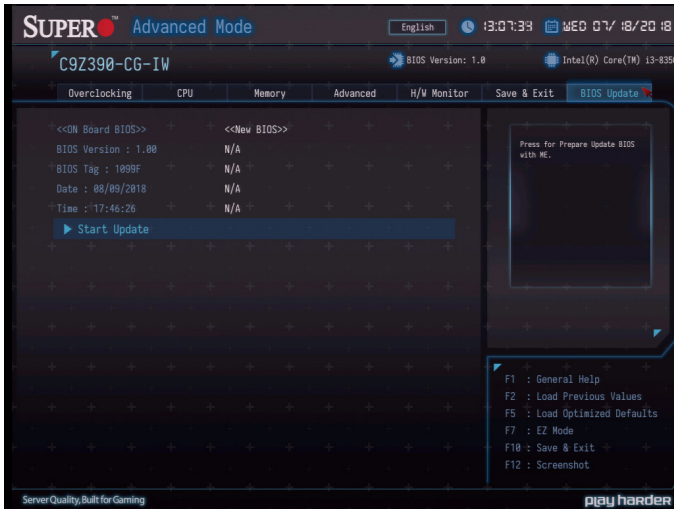 SUPER™ Advanced Mode
English
13:07:39
WED 07/18/2018
C9Z390-CG-IW
BIOS Version: 1.0
Intel(R) Core(TM) i3-8350
Overclocking CPU Memory Advanced H/W Monitor Save & Exit BIOS Update
<<ON Board BIOS>> <<New BIOS>>
BIOS Version : 1.00 N/A
BIOS Tag : 1099F N/A
Date : 08/09/2018 N/A
Time : 17:46:26 N/A
Start Update
Press for Prepare Update BIOS
with ME.
F1 : General Help
F2 : Load Previous Values
F5 : Load Optimized Defaults
F7 : EZ Mode
F10 : Save & Exit
F12 : Screenshot
Server Quality, Built for Gaming
play harder